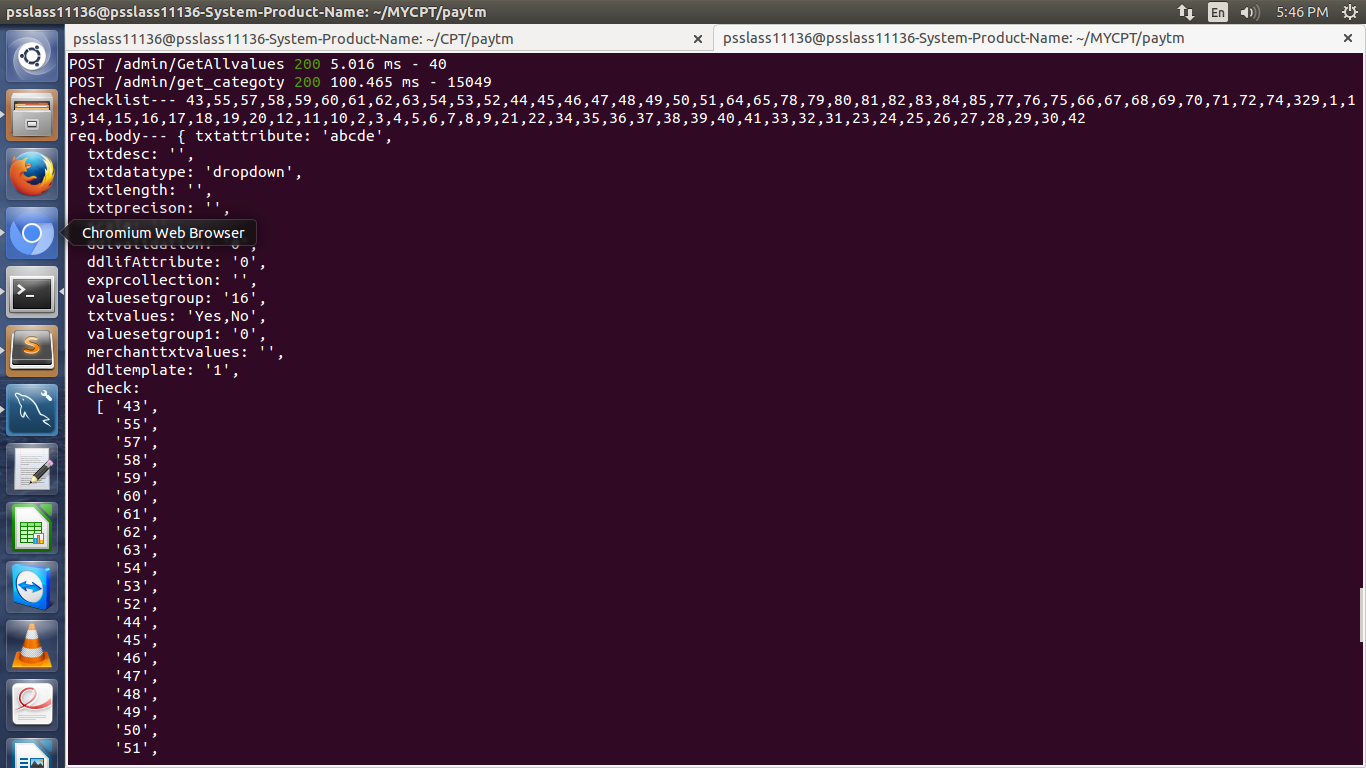 psslass11136@psslass11136-System-Product-Name: ~/MYCPT/paytm
En
5:46 PM
psslass11136@psslass11136-System-Product-Name: ~/CPT/paytm
psslass11136@psslass11136-System-Product-Name: ~/MYCPT/paytm
POST /admin/GetAllvalues 200 5.016 ms - 40
POST /admin/get_categoty 200 100.465 ms - 15049
checklist--- 43,55,57,58,59,60,61,62,63,54,53,52,44,45,46,47,48,49,50,51,64,65,78,79,80,81,82,83,84,85,77,76,75,66,67,68,69,70,71,72,74,329,1,1
3,14,15,16,17,18,19,20,12,11,10,2,3,4,5,6,7,8,9,21,22,34,35,36,37,38,39,40,41,33,32,31,23,24,25,26,27,28,29,30,42
req.body--- { txtattribute: 'abcde',
txtdesc: '',
txtdatatype: 'dropdown',
txtlength: '',
txtprecison: '',
Chromium Web Browser
ddlifAttribute: '0',
exprcollection: '',
valuesetgroup: '16',
txtvalues: 'Yes,No',
valuesetgroup1: '0',
merchanttxtvalues: '',
ddltemplate: '1',
check:
[ '43',
'55',
'57',
'58',
'59',
'60',
'61',
'62',
'63',
'54',
'53',
'52',
'44',
'45',
'46',
'47',
'48',
'49',
'50',
'51',